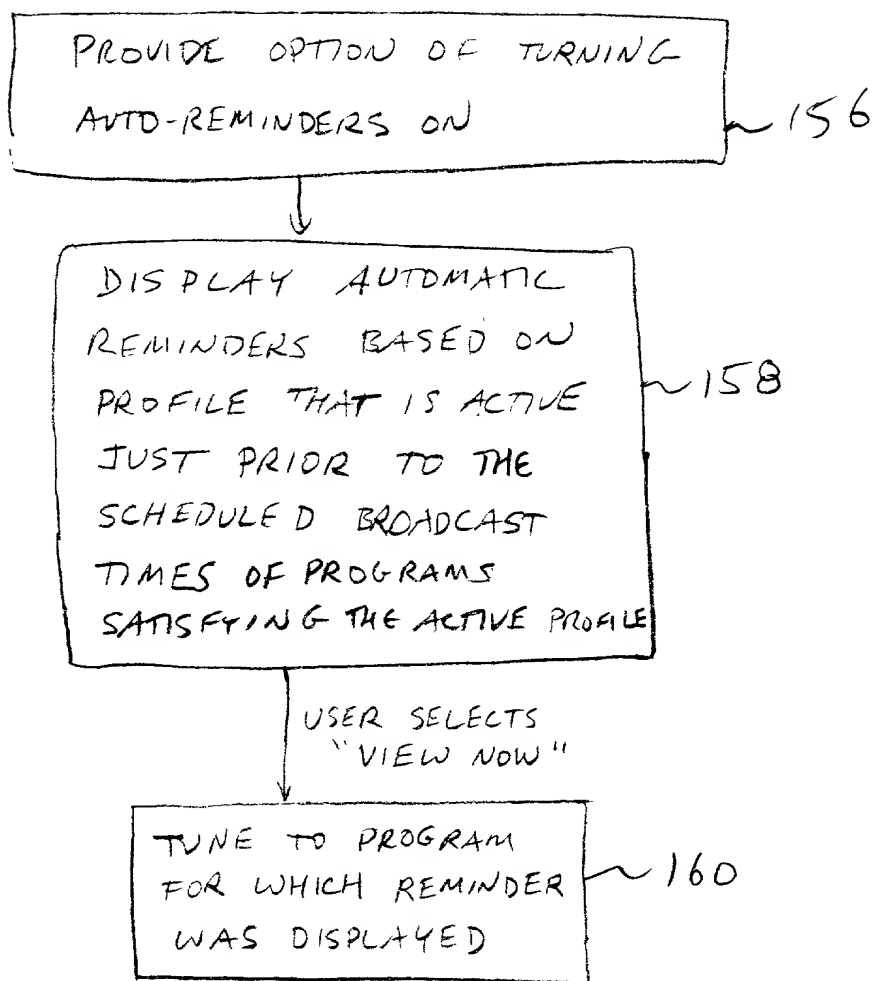 PROVIDE OPTION OF TURNING
AUTO-REMINDERS ON
156
DISPLAY AUTOMATIC
REMINDERS BASED ON
PROFILE THAT IS ACTIVE
JUST PRIOR TO THE
SCHEDULED BROADCAST
TIMES OF PROGRAMS
SATISFYING THE ACTIVE PROFILE
158
USER SELECTS
"VIEW NOW"
TUNE TO PROGRAM
FOR WHICH REMINDER
WAS DISPLAYED
160